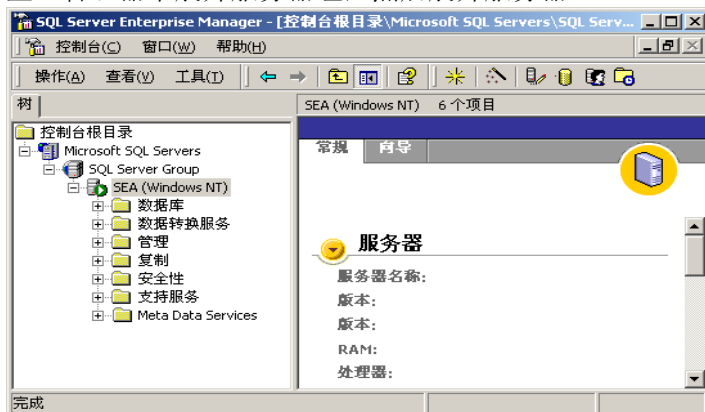 SQL Server Enterprise Manager - [控制台根目录\Microsoft SQL Servers\SQL Serv...
控制台(C) 窗口(W) 帮助(H)
操作(A) 查看(V) 工具(T)
树
SEA (Windows NT) 6 个项目
控制台根目录
Microsoft SQL Servers
SQL Server Group
SEA (Windows NT)
数据库
数据转换服务
管理
复制
安全性
支持服务
Meta Data Services
常规 向导
服务器
服务器名称:
版本:
版本:
RAM:
处理器:
完成